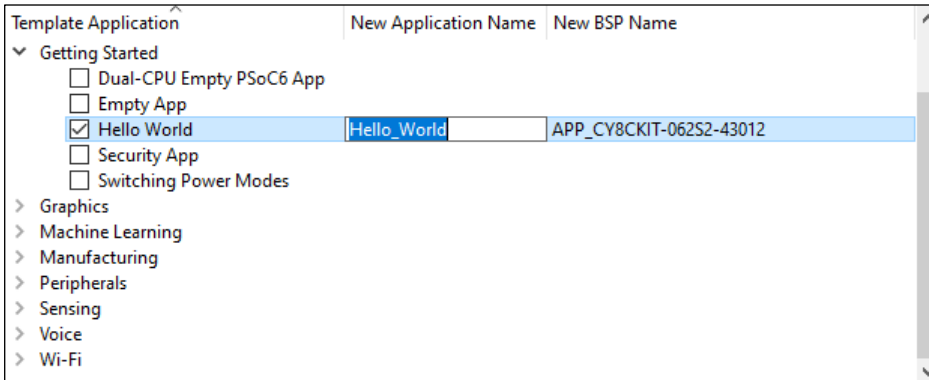 Template Application New Application Name New BSP Name
Getting Started
Dual-CPU Empty PSoC6 App
Empty App
Hello World Hello_World APP_CY8CKIT-062S2-43012
Security App
Switching Power Modes
Graphics
Machine Learning
Manufacturing
Peripherals
Sensing
Voice
Wi-Fi